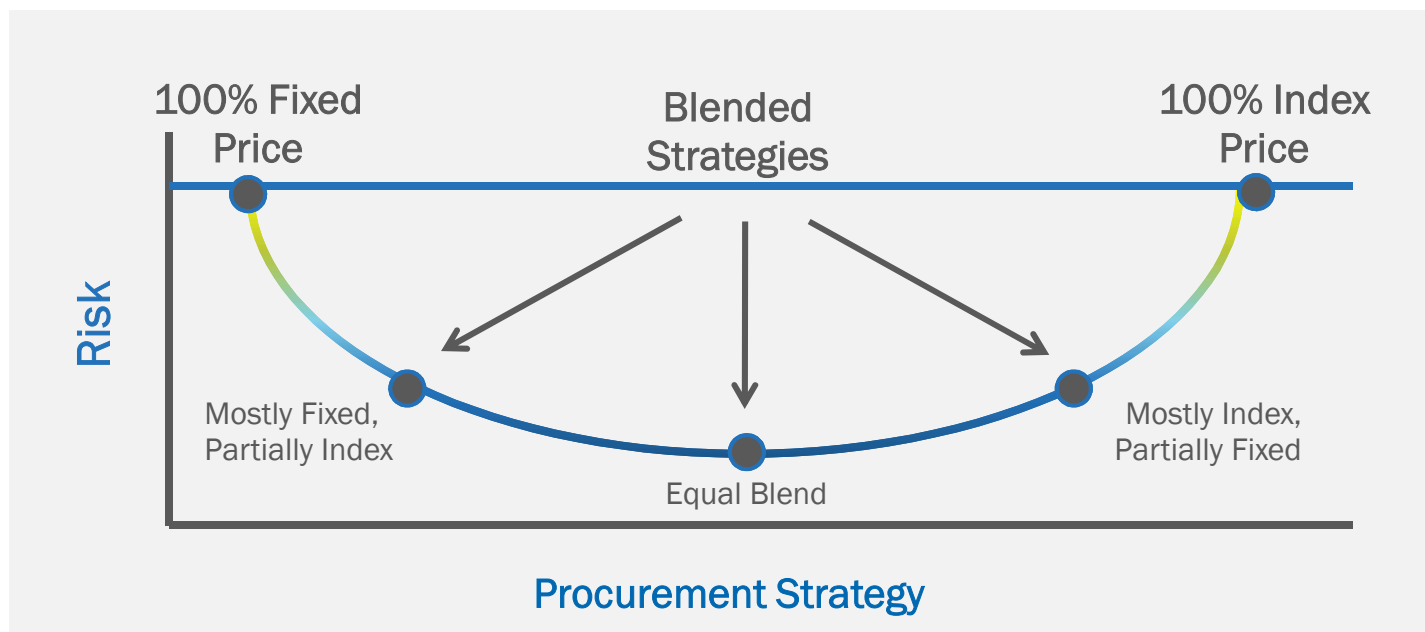 100% Fixed
Price
Blended
Strategies
100% Index
Price
Risk
Mostly Fixed,
Partially Index
Equal Blend
Mostly Index,
Partially Fixed
Procurement Strategy